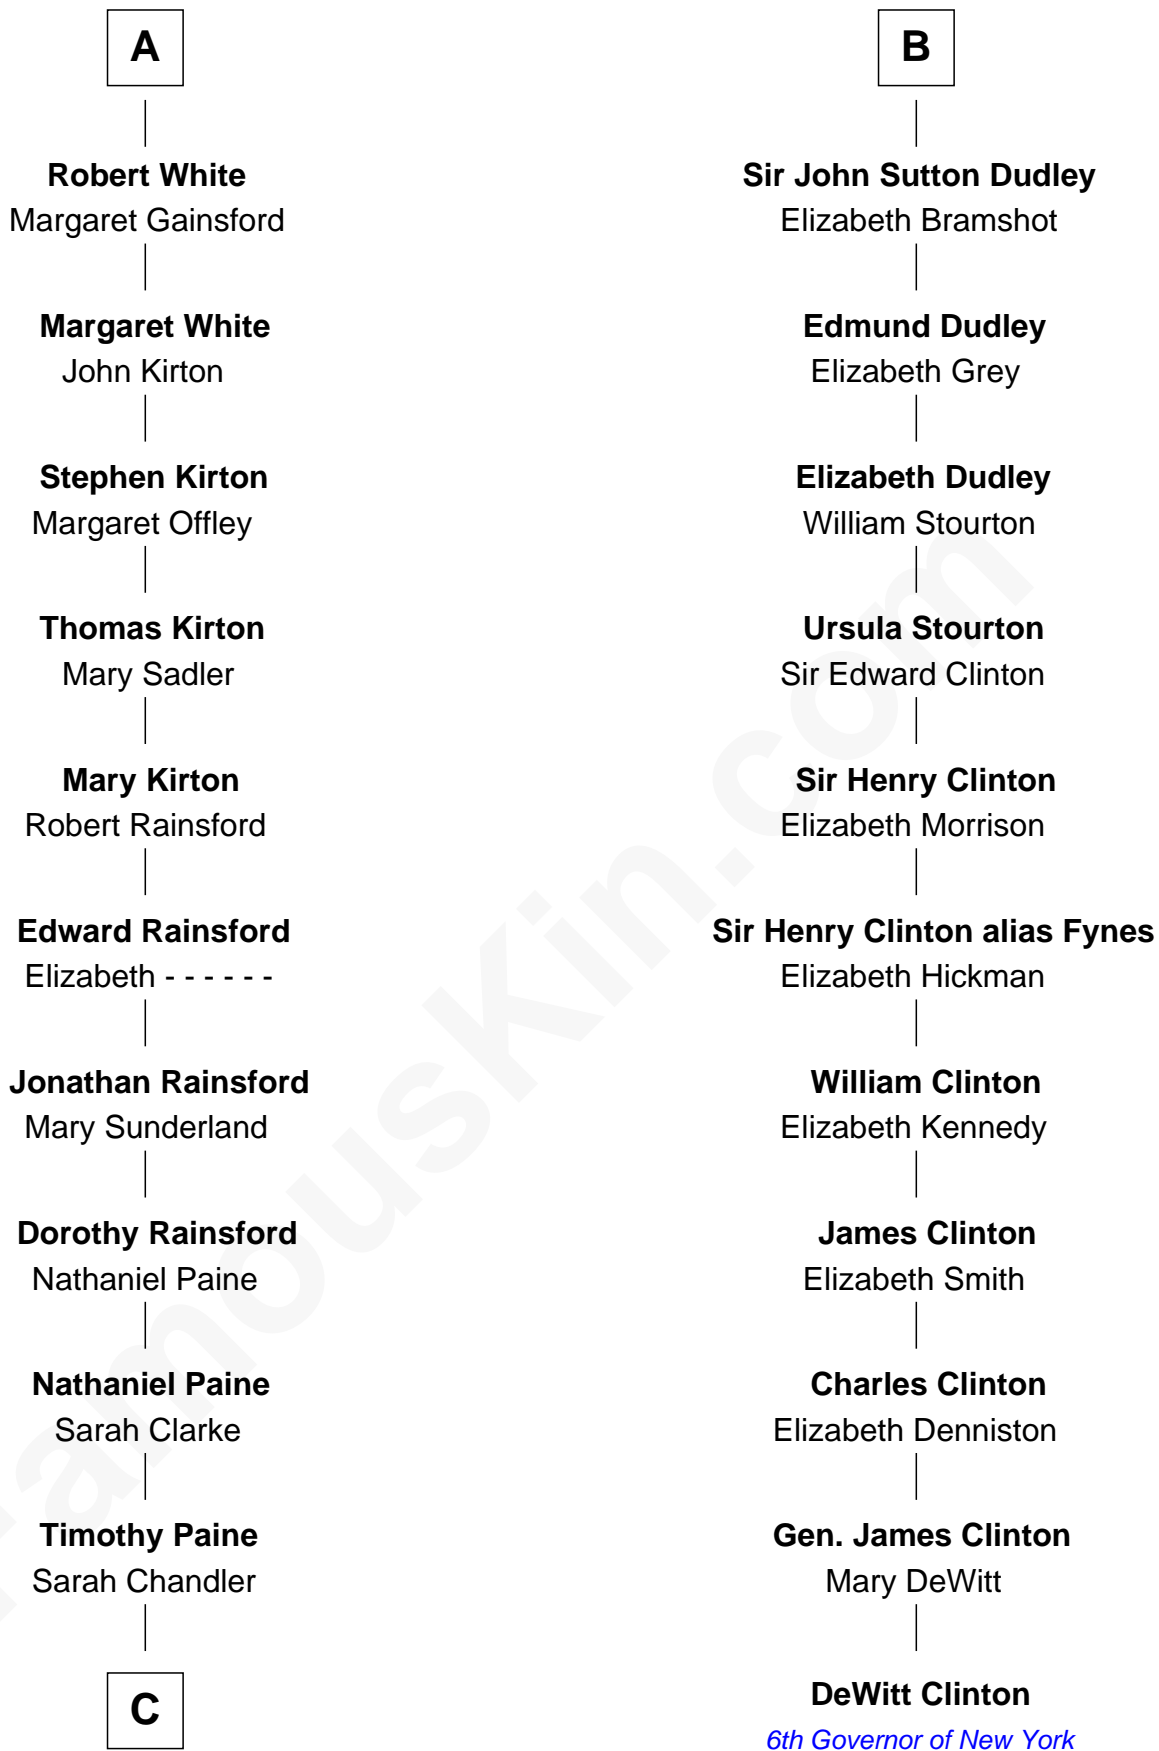 A
Robert White
Margaret Gainsford
Margaret White
John Kirton
Stephen Kirton
Margaret Offley
Thomas Kirton
Mary Sadler
Mary Kirton
Robert Rainsford
Edward Rainsford
Elizabeth - - - - - -
Jonathan Rainsford
Mary Sunderland
Dorothy Rainsford
Nathaniel Paine
Nathaniel Paine
Sarah Clarke
Timothy Paine
Sarah Chandler
C
B
Sir John Sutton Dudley
Elizabeth Bramshot
Edmund Dudley
Elizabeth Grey
Elizabeth Dudley
William Stourton
Ursula Stourton
Sir Edward Clinton
Sir Henry Clinton
Elizabeth Morrison
Sir Henry Clinton alias Fynes
Elizabeth Hickman
William Clinton
Elizabeth Kennedy
James Clinton
Elizabeth Smith
Charles Clinton
Elizabeth Denniston
Gen. James Clinton
Mary DeWitt
DeWitt Clinton
6th Governor of New York
FamousKin.com